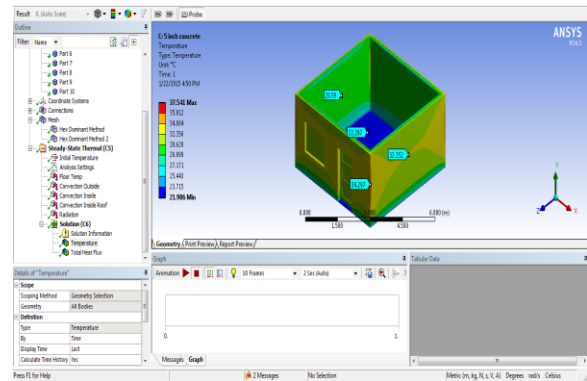 Result 8. (Auto Scale)
Probe
Outline
Filter: Name
Part 6
Part 7
Part 8
Part 9
Part 10
Coordinate Systems
Connections
Mesh
Hex Dominant Method
Hex Dominant Method 2
Steady-State Thermal (C5)
Initial Temperature
Analysis Settings
Floor Temp
Convection Outside
Convection Inside
Convection Inside Roof
Radiation
Solution (C6)
Solution Information
Temperature
Total Heat Flux
Details of "Temperature"
Scope
Scoping Method Geometry Selection
Geometry All Bodies
Definition
Type Temperature
By Time
Display Time Last
Calculate Time History Yes
C: 5 inch concrete
Temperature
Type: Temperature
Unit: °C
Time: 1
1/22/2015 4:50 PM
37.541 Max
35.812
34.084
32.356
30.628
28.899
27.171
25.443
23.715
21.986 Min
ANSYS
R16.5
32.352
34.297
0.000
6.000 (m)
1.500
4.500
Y
Z
X
Geometry Print Preview Report Preview
Graph
Animation 10 Frames 2 Sec (Auto)
0.
1.
Messages Graph
Tabular Data
Press F1 for Help
2 Messages
No Selection
Metric (m, kg, N, s, V, A) Degrees rad/s Celsius